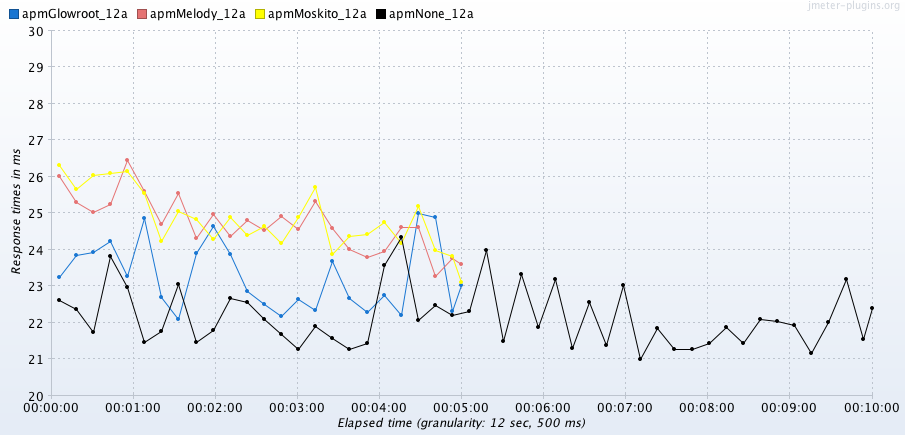 jmeter-plugins.org
apmGlowroot_12a apmMelody_12a apmMoskito_12a apmNone_12a
30
29
28
27
26
25
24
23
22
21
20
Response times in ms
00:00:00 00:01:00 00:02:00 00:03:00 00:04:00 00:05:00 00:06:00 00:07:00 00:08:00 00:09:00 00:10:00
Elapsed time (granularity: 12 sec, 500 ms)